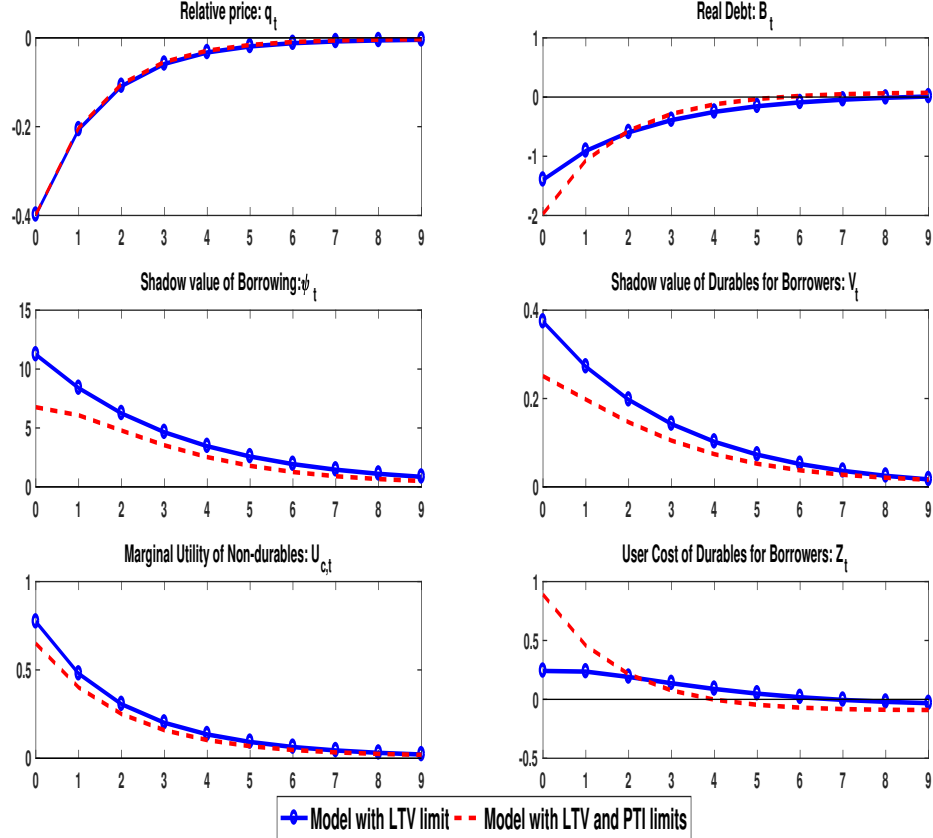 Relative price: q_t
Real Debt: B_t
0
-0.2
-0.4
0 1 2 3 4 5 6 7 8 9
1
0
-1
-2
0 1 2 3 4 5 6 7 8 9
Shadow value of Borrowing:ψ_t
Shadow value of Durables for Borrowers: V_t
15
10
5
0
0 1 2 3 4 5 6 7 8 9
0.4
0.2
0
0 1 2 3 4 5 6 7 8 9
Marginal Utility of Non-durables: U_c,t
User Cost of Durables for Borrowers: Z_t
1
0.5
0
0 1 2 3 4 5 6 7 8 9
1
0.5
0
-0.5
0 1 2 3 4 5 6 7 8 9
Model with LTV limit
Model with LTV and PTI limits